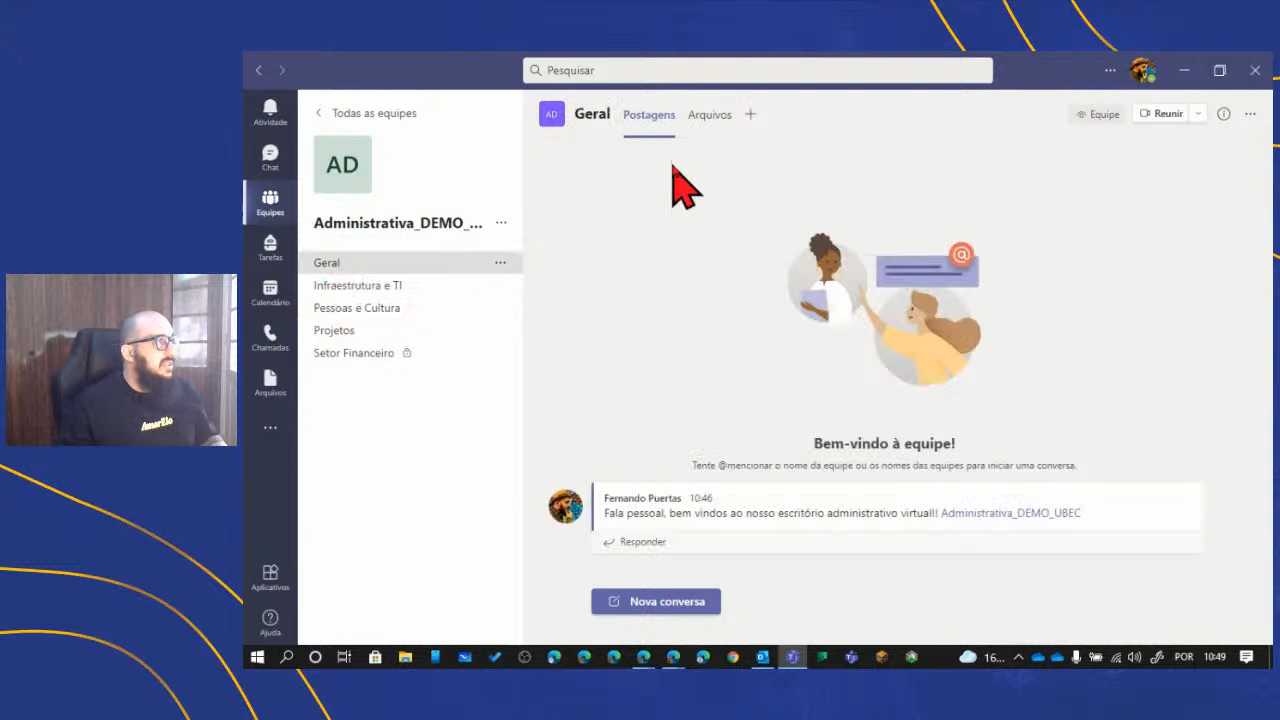 Pesquisar
Atividade
Chat
Equipes
Tarefas
Calendário
Chamadas
Arquivos
Aplicativos
Ajuda
Todas as equipes
AD
Administrativa_DEMO_...
Geral
Infraestrutura e TI
Pessoas e Cultura
Projetos
Setor Financeiro
AD
Geral
Postagens
Arquivos
Equipe
Reunir
Bem-vindo à equipe!
Tente @mencionar o nome da equipe ou os nomes das equipes para iniciar uma conversa.
Fernando Puertas 10:46
Fala pessoal, bem vindos ao nosso escritório administrativo virtual!! Administrativa_DEMO_UBEC
Responder
Nova conversa
16...
POR
10:49
AmarElo